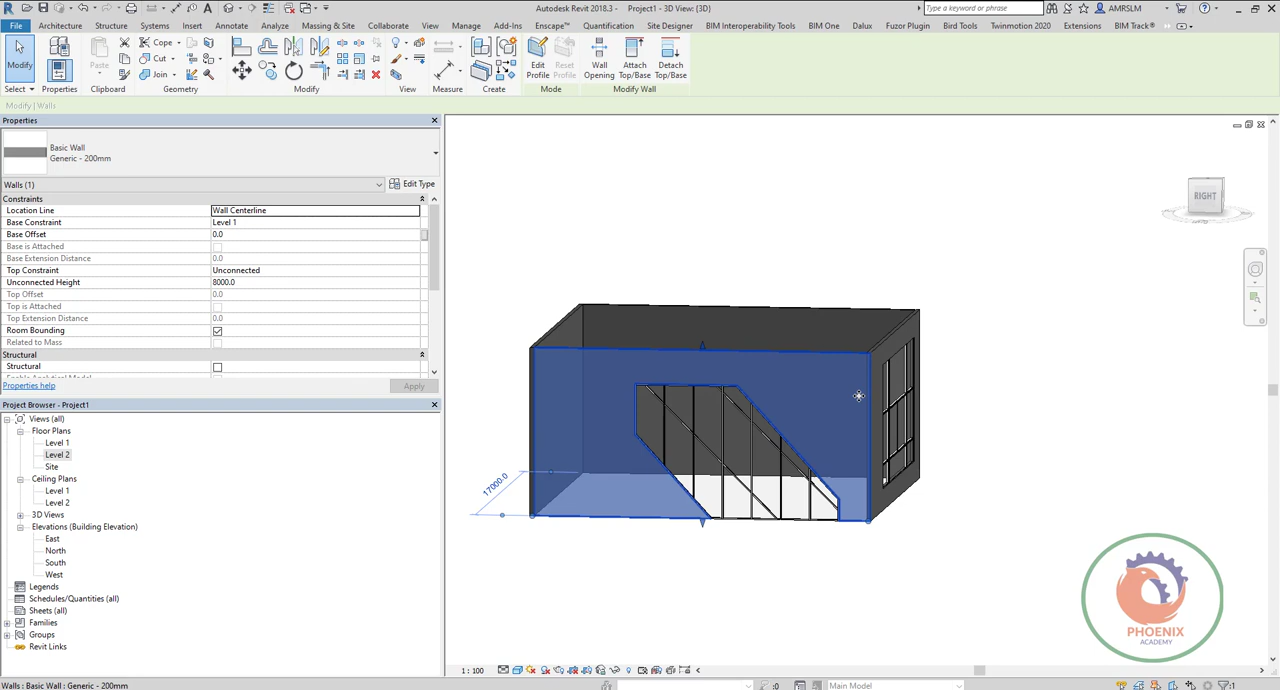 Autodesk Revit 2018.3 - Project1 - 3D View: {3D}
Type a keyword or phrase
AMRSLM
File Architecture Structure Systems Insert Annotate Analyze Massing & Site Collaborate View Manage Add-Ins Enscape™ Quantification Site Designer BIM Interoperability Tools BIM One Dalux Fuzor Plugin Bird Tools Twinmotion 2020 Extensions BIM Track®
Modify
Paste
Cope
Cut
Join
Edit Profile
Reset Profile
Wall Opening
Attach Top/Base
Detach Top/Base
Select Properties Clipboard Geometry Modify View Measure Create Mode Modify Wall
Modify | Walls
Properties
Basic Wall
Generic - 200mm
Walls (1)
Edit Type
Constraints
Location Line Wall Centerline
Base Constraint Level 1
Base Offset 0.0
Base is Attached
Base Extension Distance 0.0
Top Constraint Unconnected
Unconnected Height 8000.0
Top Offset 0.0
Top is Attached
Top Extension Distance 0.0
Room Bounding
Related to Mass
Structural
Structural
Properties help
Apply
Project Browser - Project1
Views (all)
Floor Plans
Level 1
Level 2
Site
Ceiling Plans
Level 1
Level 2
3D Views
Elevations (Building Elevation)
East
North
South
West
Legends
Schedules/Quantities (all)
Sheets (all)
Families
Groups
Revit Links
RIGHT
17000.0
PHOENIX
ACADEMY
1 : 100
Walls : Basic Wall : Generic - 200mm
:0
Main Model
:1